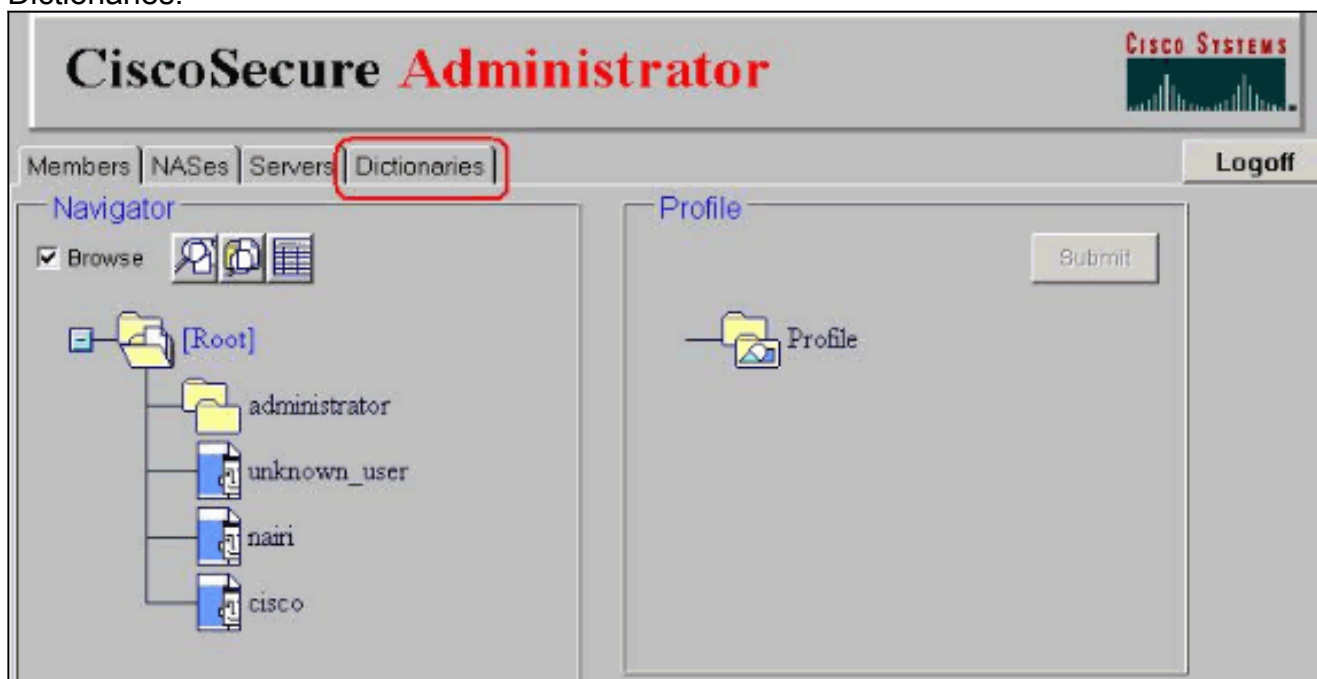 Dictionaries.
CiscoSecure Administrator
CISCO SYSTEMS
Members NASes Servers Dictionaries Logoff
Navigator
Browse
[Root]
administrator
unknown_user
nairi
cisco
Profile
Submit
Profile